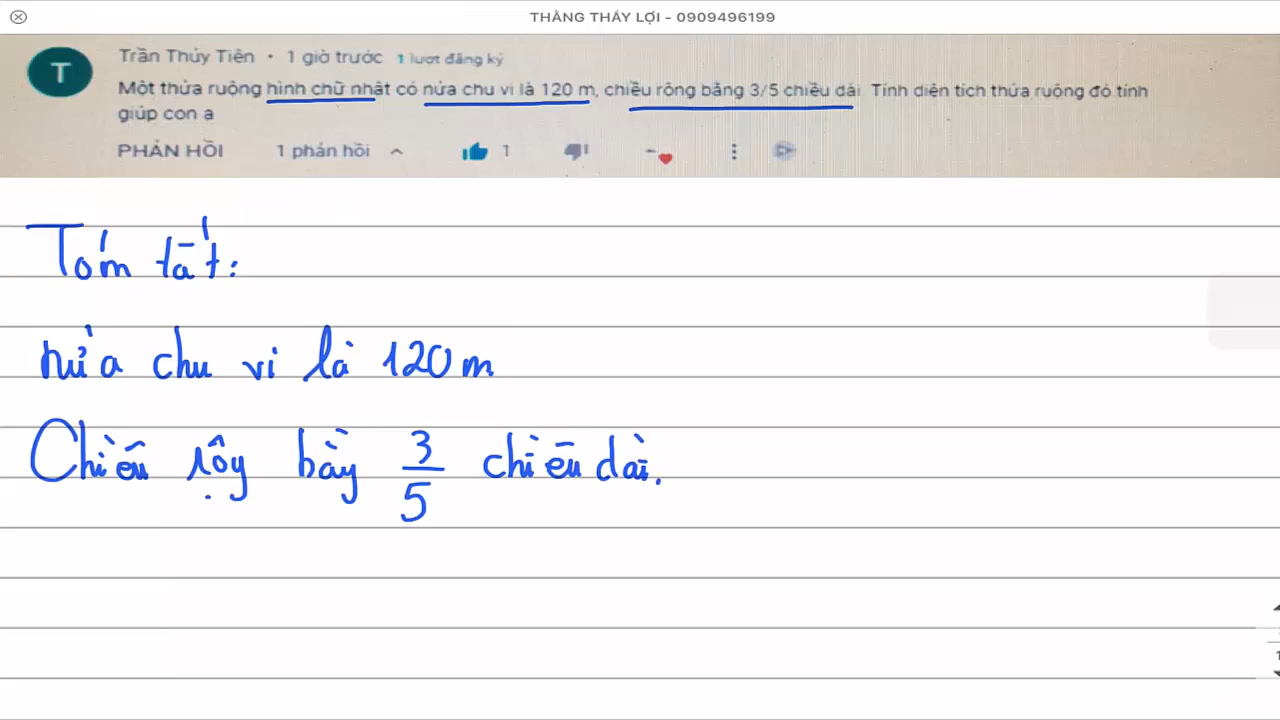 THẮNG THẦY LỢI - 0909496199
T
Trần Thủy Tiên • 1 giờ trước 1 lượt đăng ký
Một thửa ruộng hình chữ nhật có nửa chu vi là 120 m, chiều rộng bằng 3/5 chiều dài. Tính diện tích thửa ruộng đó tính
giúp con a
PHẢN HỒI 1 phản hồi 1
Tóm tắt:
nửa chu vi là 120m
Chiều rộng bằng 3/5 chiều dài.
1